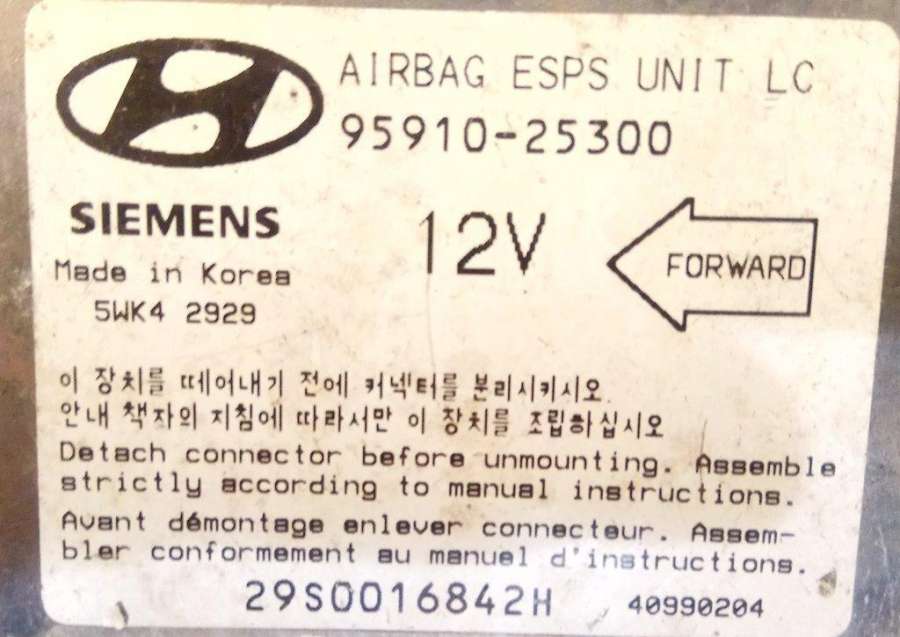 AIRBAG ESPS UNIT LC
95910-25300
SIEMENS
12V
FORWARD
Made in Korea
5WK4 2929
이 장치를 떼어내기 전에 커넥터를 분리시키시오.
안내 책자의 지침에 따라서만 이 장치를 조립하십시오
Detach connector before unmounting. Assemble
strictly according to manual instructions.
Avant démontage enlever connecteur. Assem-
bler conformement au manuel d'instructions.
29S0016842H 40990204